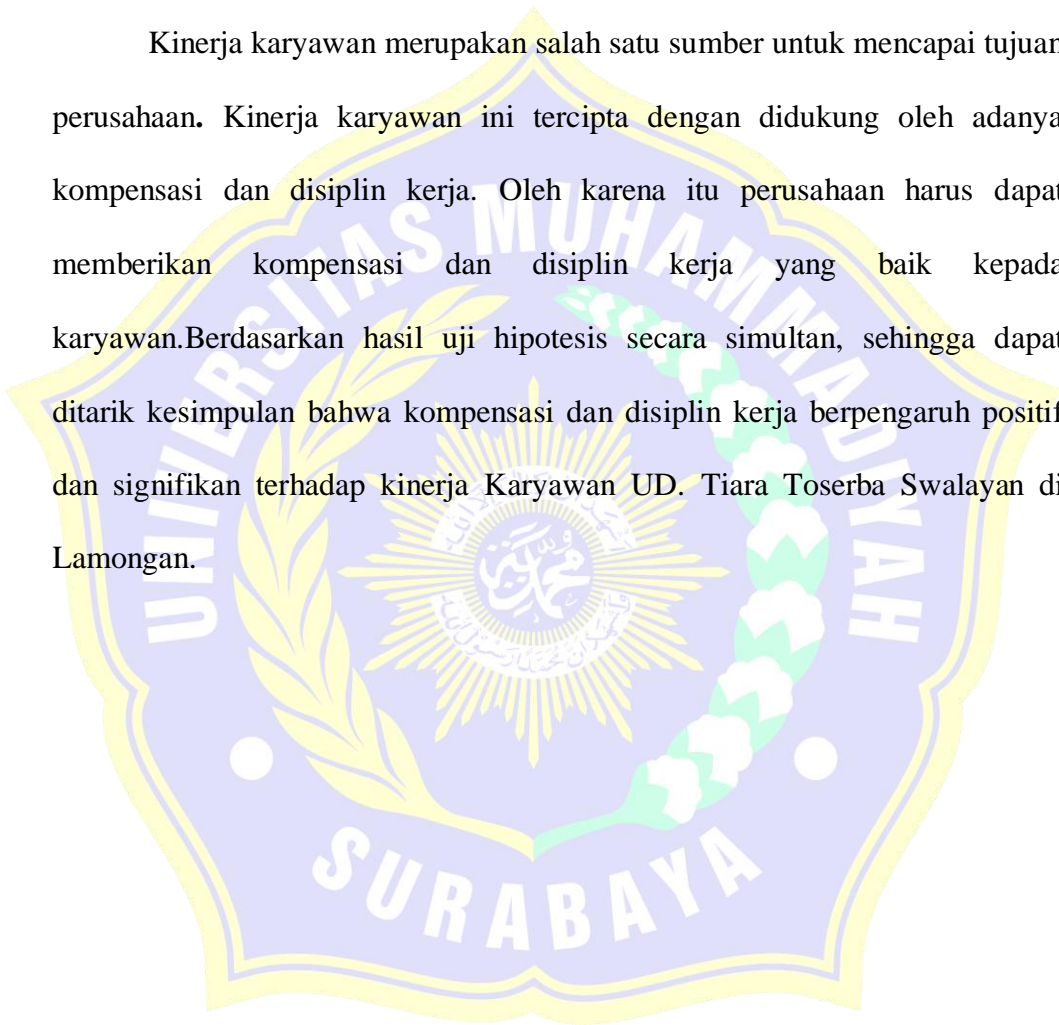 Kinerja karyawan merupakan salah satu sumber untuk mencapai tujuan
perusahaan. Kinerja karyawan ini tercipta dengan didukung oleh adanya
kompensasi dan disiplin kerja. Oleh karena itu perusahaan harus dapat
memberikan kompensasi dan disiplin kerja yang baik kepada
karyawan.Berdasarkan hasil uji hipotesis secara simultan, sehingga dapat
ditarik kesimpulan bahwa kompensasi dan disiplin kerja berpengaruh positif
dan signifikan terhadap kinerja Karyawan UD. Tiara Toserba Swalayan di
Lamongan.
UNIVERSITAS MUHAMMADIYAH
SURABAYA